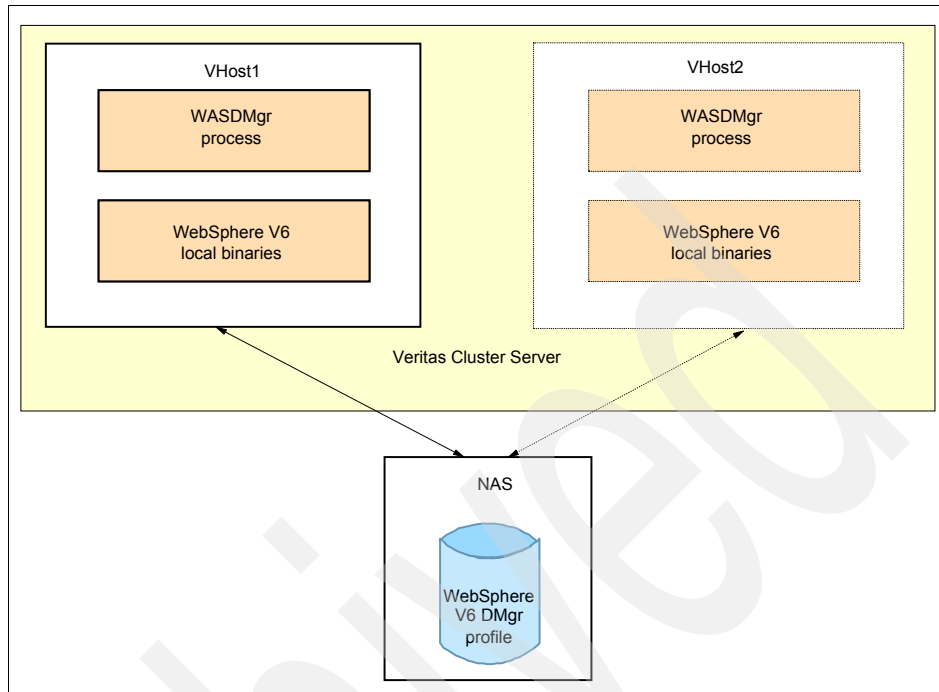 VHost1
WASDMgr
process
WebSphere V6
local binaries
VHost2
WASDMgr
process
WebSphere V6
local binaries
Veritas Cluster Server
NAS
WebSphere
V6 DMgr
profile